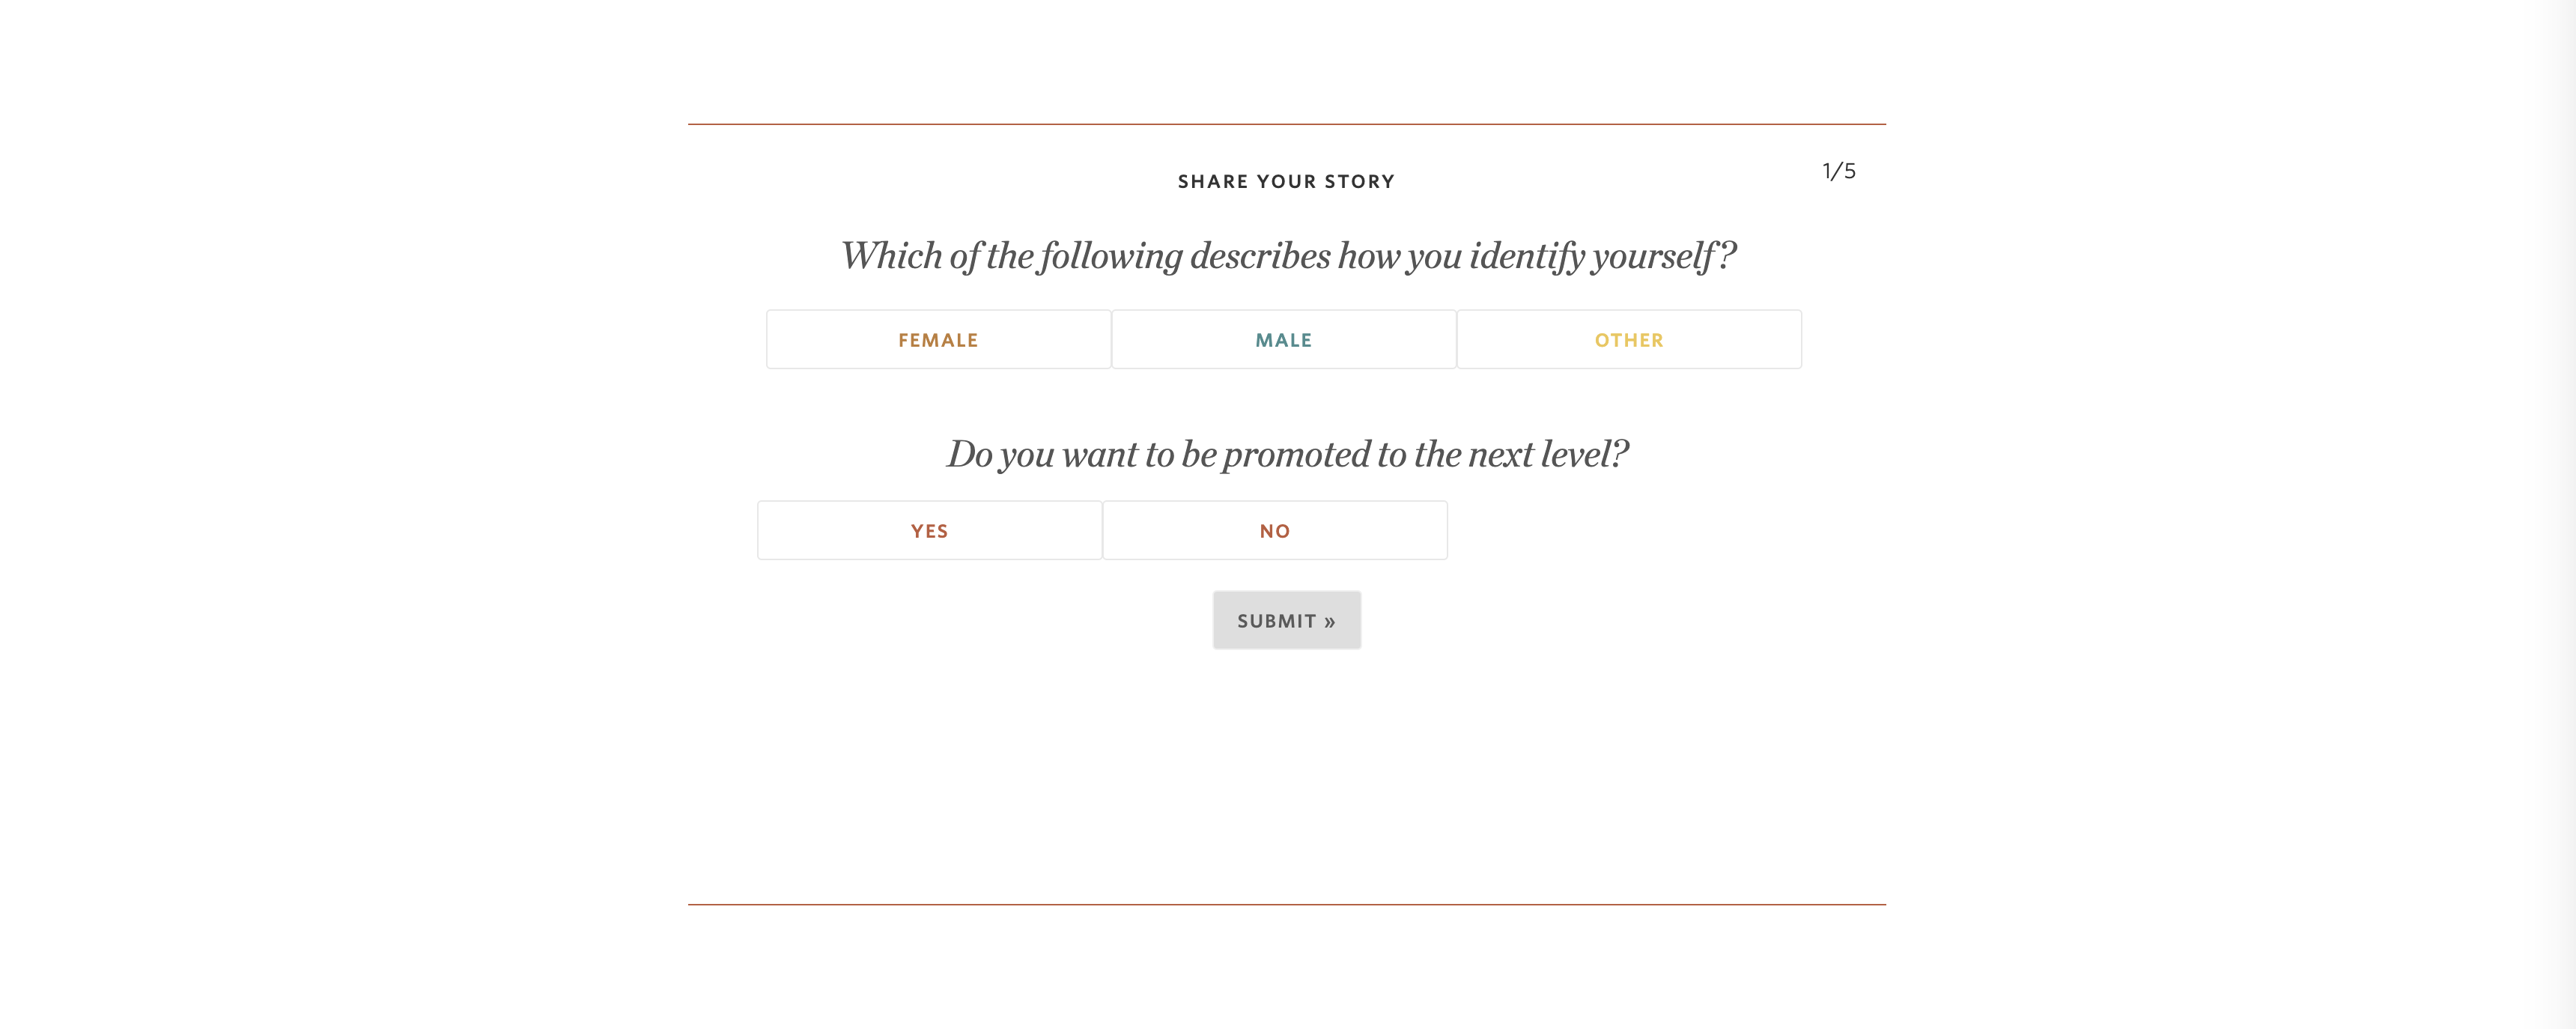 SHARE YOUR STORY
1/5
Which of the following describes how you identify yourself?
FEMALE MALE OTHER
Do you want to be promoted to the next level?
YES NO
SUBMIT »